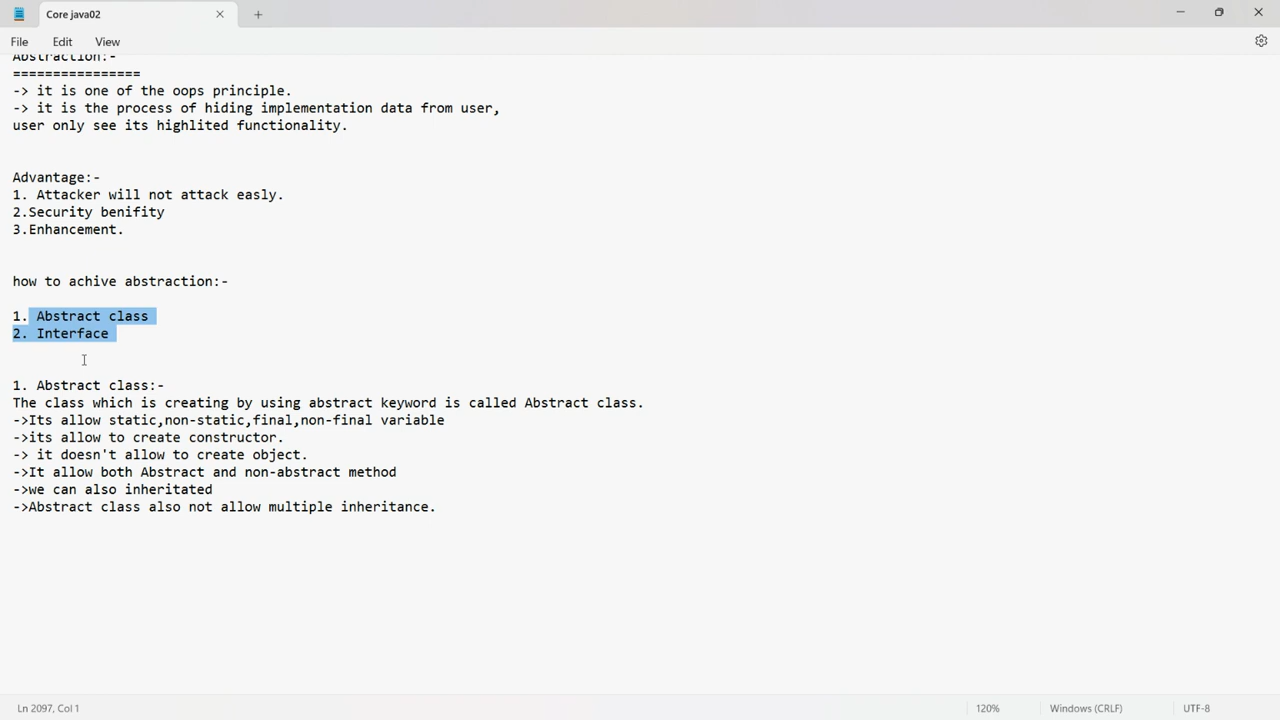 Core java02
File Edit View
Abstraction:-
================
-> it is one of the oops principle.
-> it is the process of hiding implementation data from user,
user only see its highlited functionality.
Advantage:-
1. Attacker will not attack easly.
2.Security benifity
3.Enhancement.
how to achive abstraction:-
1. Abstract class
2. Interface
1. Abstract class:-
The class which is creating by using abstract keyword is called Abstract class.
->Its allow static,non-static,final,non-final variable
->its allow to create constructor.
-> it doesn't allow to create object.
->It allow both Abstract and non-abstract method
->we can also inheritated
->Abstract class also not allow multiple inheritance.
Ln 2097, Col 1 120% Windows (CRLF) UTF-8